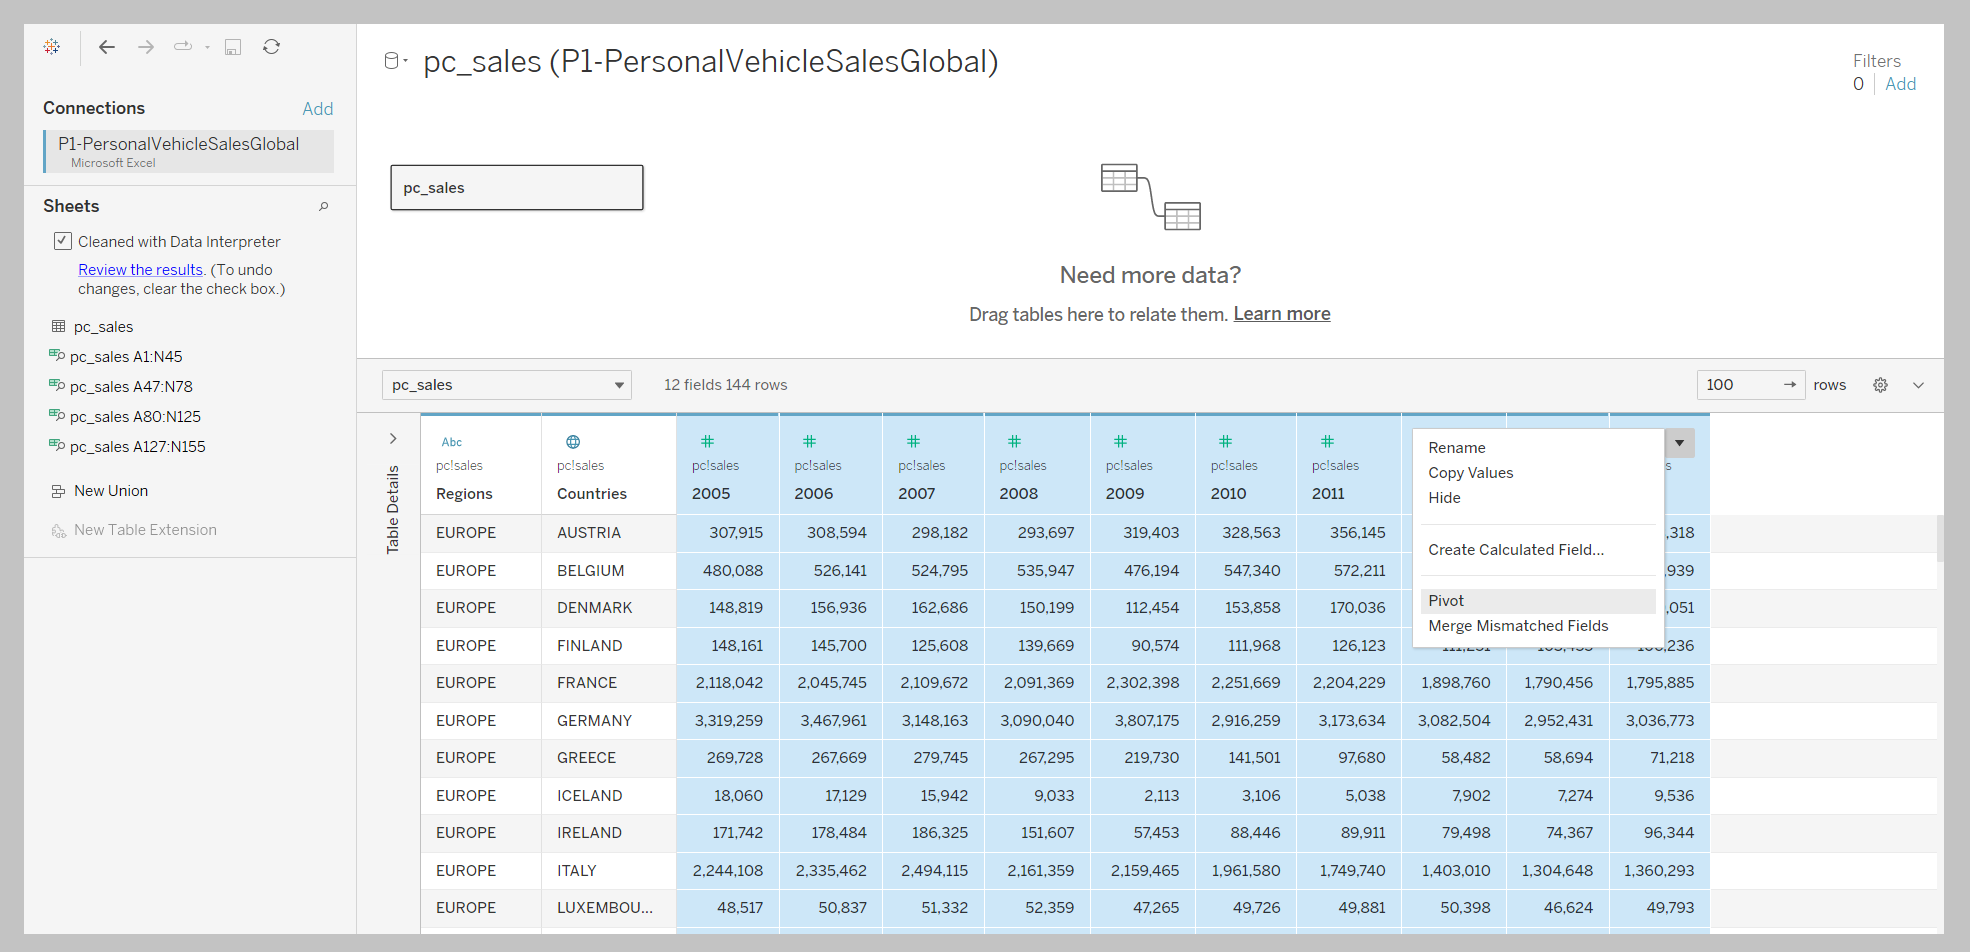 pc_sales (P1-PersonalVehicleSalesGlobal)
Filters
0 Add
Connections Add
P1-PersonalVehicleSalesGlobal
Microsoft Excel
Sheets
Cleaned with Data Interpreter
Review the results. (To undo
changes, clear the check box.)
pc_sales
pc_sales A1:N45
pc_sales A47:N78
pc_sales A80:N125
pc_sales A127:N155
New Union
New Table Extension
pc_sales
Need more data?
Drag tables here to relate them. Learn more
pc_sales 12 fields 144 rows 100 rows
Table Details
Abc
pc!sales pc!sales pc!sales pc!sales pc!sales pc!sales pc!sales pc!sales pc!sales s
Regions Countries 2005 2006 2007 2008 2009 2010 2011
EUROPE AUSTRIA 307,915 308,594 298,182 293,697 319,403 328,563 356,145 ,318
EUROPE BELGIUM 480,088 526,141 524,795 535,947 476,194 547,340 572,211 ,939
EUROPE DENMARK 148,819 156,936 162,686 150,199 112,454 153,858 170,036 ,051
EUROPE FINLAND 148,161 145,700 125,608 139,669 90,574 111,968 126,123 ,236
EUROPE FRANCE 2,118,042 2,045,745 2,109,672 2,091,369 2,302,398 2,251,669 2,204,229 1,898,760 1,790,456 1,795,885
EUROPE GERMANY 3,319,259 3,467,961 3,148,163 3,090,040 3,807,175 2,916,259 3,173,634 3,082,504 2,952,431 3,036,773
EUROPE GREECE 269,728 267,669 279,745 267,295 219,730 141,501 97,680 58,482 58,694 71,218
EUROPE ICELAND 18,060 17,129 15,942 9,033 2,113 3,106 5,038 7,902 7,274 9,536
EUROPE IRELAND 171,742 178,484 186,325 151,607 57,453 88,446 89,911 79,498 74,367 96,344
EUROPE ITALY 2,244,108 2,335,462 2,494,115 2,161,359 2,159,465 1,961,580 1,749,740 1,403,010 1,304,648 1,360,293
EUROPE LUXEMBOU... 48,517 50,837 51,332 52,359 47,265 49,726 49,881 50,398 46,624 49,793
Rename
Copy Values
Hide
Create Calculated Field...
Pivot
Merge Mismatched Fields